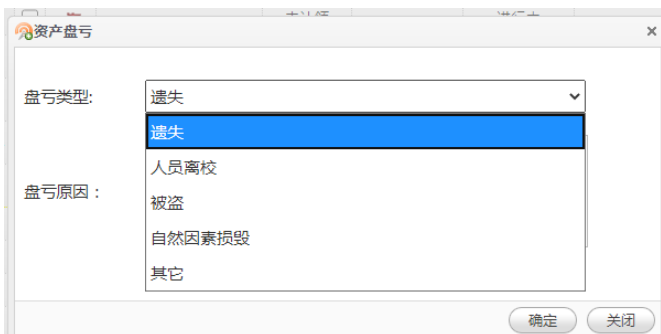 资产盘亏
×
盘亏类型:
遗失
遗失
人员离校
盘亏原因：
被盗
自然因素损毁
其它
确定
关闭